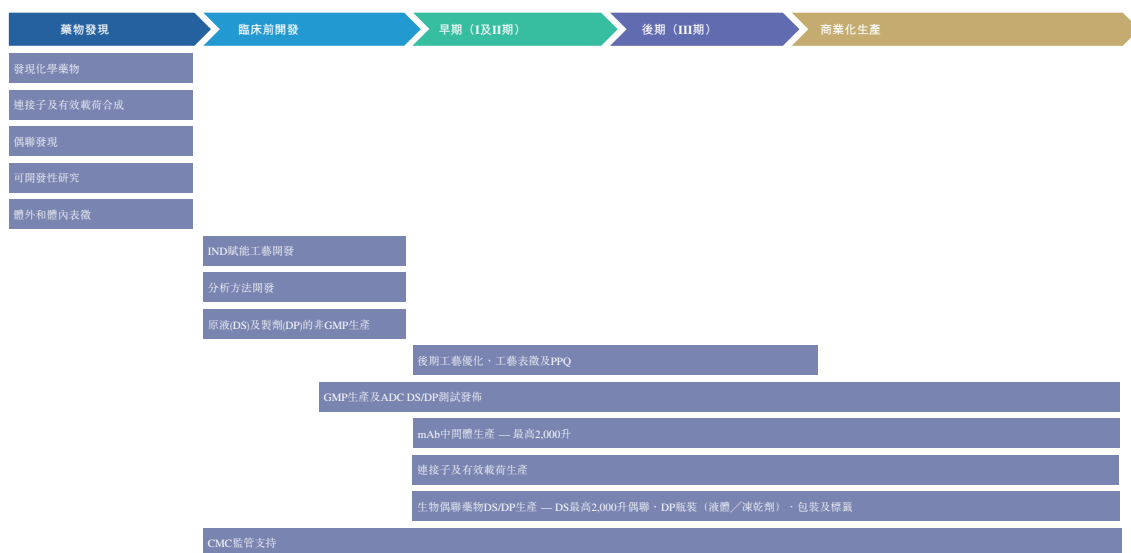 藥物發現
臨床前開發
早期（I及II期）
後期（III期）
商業化生產
發現化學藥物
連接子及有效載荷合成
偶聯發現
可開發性研究
體外和體內表徵
IND賦能工藝開發
分析方法開發
原液(DS)及製劑(DP)的非GMP生產
後期工藝優化、工藝表徵及PPQ
GMP生產及ADC DS/DP測試發佈
mAb中間體生產 — 最高2,000升
連接子及有效載荷生產
生物偶聯藥物DS/DP生產 — DS最高2,000升偶聯、DP瓶裝（液體／凍乾劑）、包裝及標籤
CMC監管支持